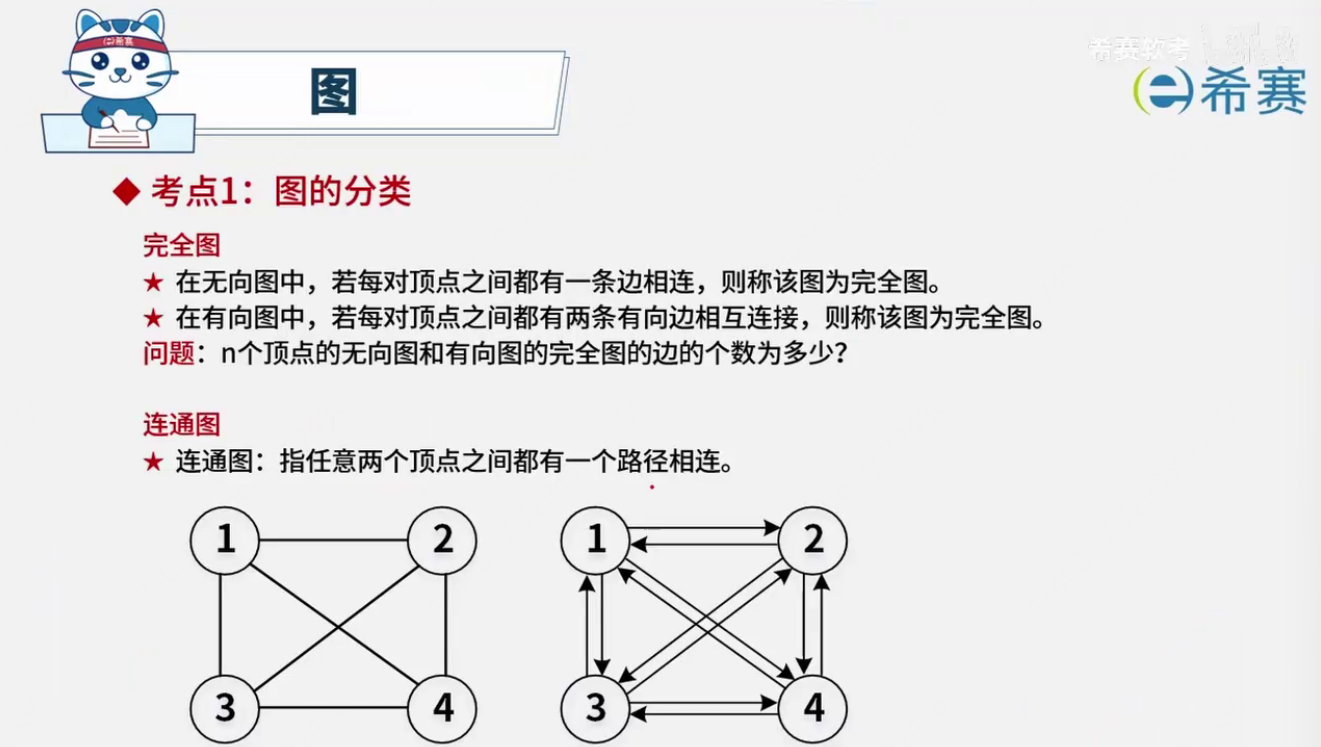 希赛
希赛软考
希赛
图
◆ 考点1：图的分类
完全图
★ 在无向图中，若每对顶点之间都有一条边相连，则称该图为完全图。
★ 在有向图中，若每对顶点之间都有两条有向边相互连接，则称该图为完全图。
问题：n个顶点的无向图和有向图的完全图的边的个数为多少？
连通图
★ 连通图：指任意两个顶点之间都有一个路径相连。
1 2 1 2
3 4 3 4